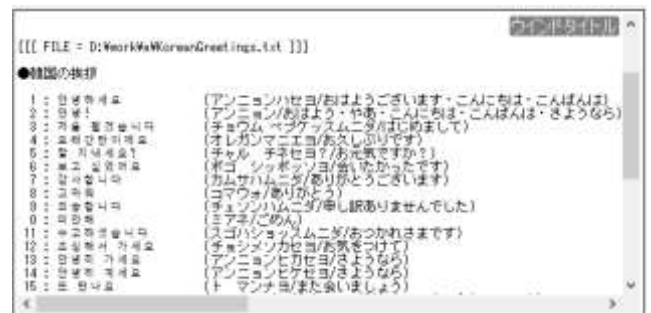 ウインドタイトル
[[[ FILE = D:¥work¥a¥KoreanGreetings.txt ]]]
●韓国の挨拶
1 : 안녕하세요 (アンニョンハセヨ/おはようございます・こんにちは・こんばんは)
2 : 안녕! (アンニョン/おはよう・やあ・こんにちは・こんばんは・さようなら)
3 : 처음 뵙겠습니다 (チョウム ペプケッスムニダ/はじめまして)
4 : 오래간만이에요 (オレガンマニエヨ/お久しぶりです)
5 : 잘 지내세요? (チャル チネセヨ?/お元気ですか?)
6 : 보고 싶었어요 (ポゴ シッポッソヨ/会いたかったです)
7 : 감사합니다 (カムサハムニダ/ありがとうございます)
8 : 고마워 (コマウォ/ありがとう)
9 : 죄송합니다 (チェソンハムニダ/申し訳ありませんでした)
0 : 미안해 (ミアネ/ごめん)
11 : 수고하셨습니다 (スゴハショッスムニダ/おつかれさまです)
12 : 조심해서 가세요 (チョシメソ カセヨ/お気をつけて)
13 : 안녕히 가세요 (アンニョンヒカセヨ/さようなら)
14 : 안녕히 계세요 (アンニョンヒケセヨ/さようなら)
15 : 또 만나요 (ト マンナヨ/また会いましょう)